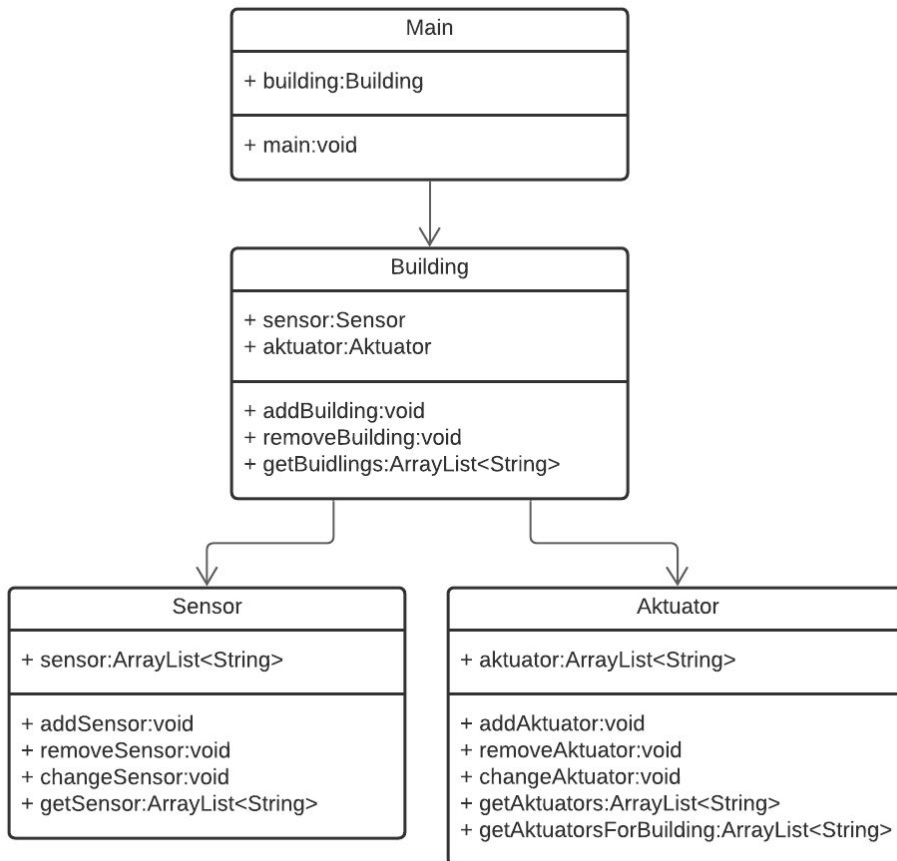 Main
+ building:Building
+ main:void
Building
+ sensor:Sensor
+ aktuator:Aktuator
+ addBuilding:void
+ removeBuilding:void
+ getBuidlings:ArrayList<String>
Sensor
+ sensor:ArrayList<String>
+ addSensor:void
+ removeSensor:void
+ changeSensor:void
+ getSensor:ArrayList<String>
Aktuator
+ aktuator:ArrayList<String>
+ addAktuator:void
+ removeAktuator:void
+ changeAktuator:void
+ getAktuators:ArrayList<String>
+ getAktuatorsForBuilding:ArrayList<String>